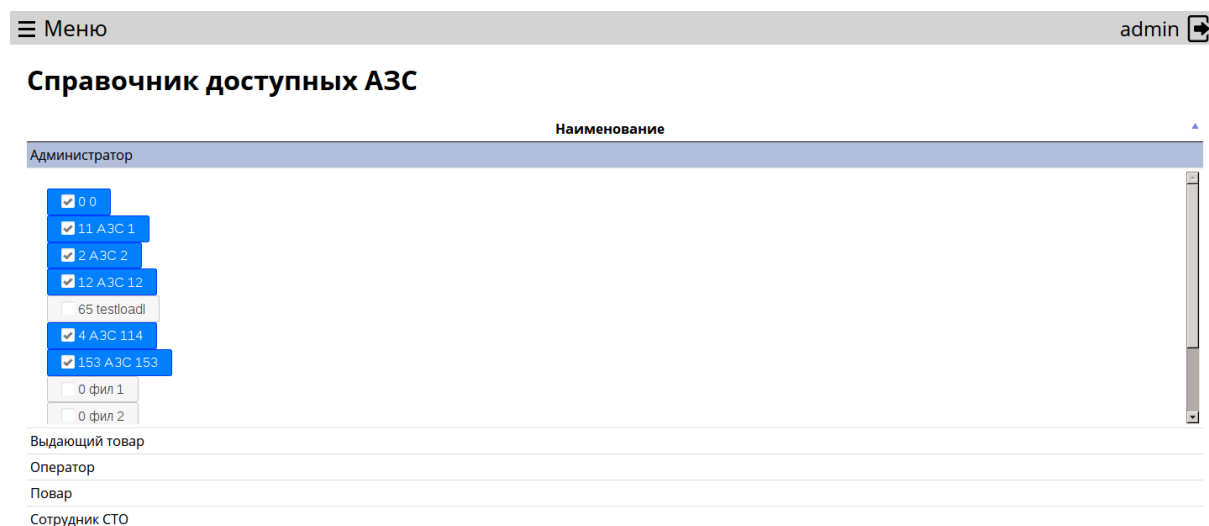 ☰ Меню admin
Справочник доступных АЗС
Наименование
Администратор
0 0
11 АЗС 1
2 АЗС 2
12 АЗС 12
65 testloadl
4 АЗС 114
153 АЗС 153
0 фил 1
0 фил 2
Выдающий товар
Оператор
Повар
Сотрудник СТО